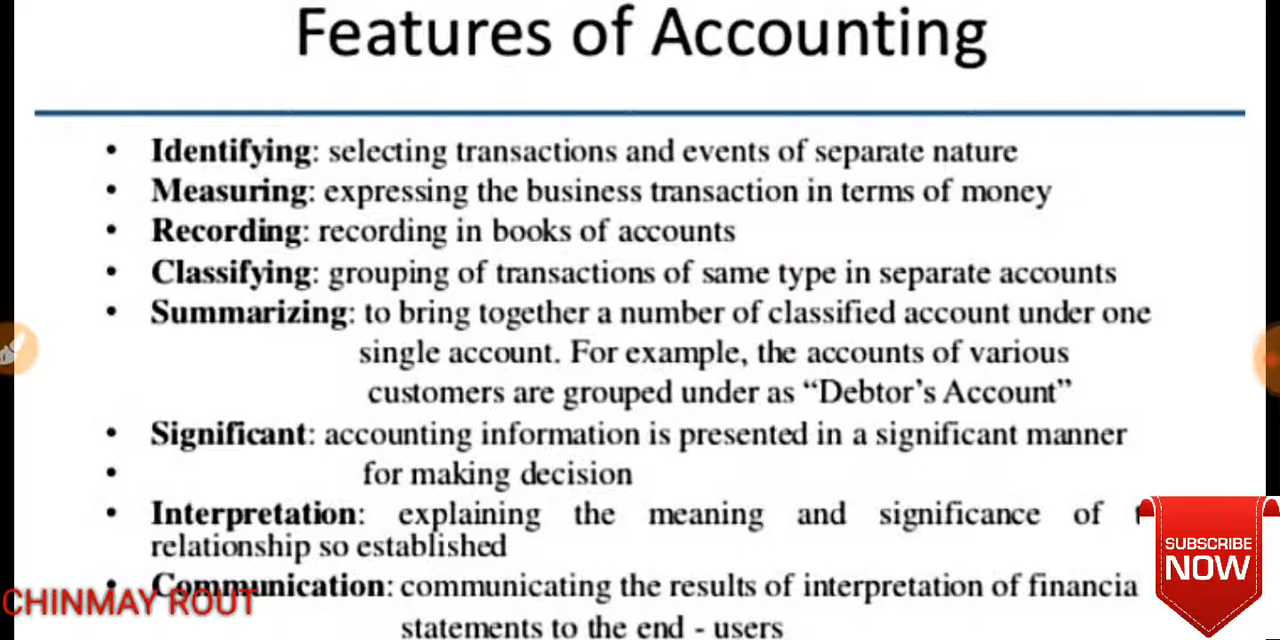 Features of Accounting
• Identifying: selecting transactions and events of separate nature
• Measuring: expressing the business transaction in terms of money
• Recording: recording in books of accounts
• Classifying: grouping of transactions of same type in separate accounts
• Summarizing: to bring together a number of classified account under one
single account. For example, the accounts of various
customers are grouped under as “Debtor’s Account”
• Significant: accounting information is presented in a significant manner
• for making decision
• Interpretation: explaining the meaning and significance of
relationship so established
• Communication: communicating the results of interpretation of financia
statements to the end - users
CHINMAY ROUT
SUBSCRIBE
NOW